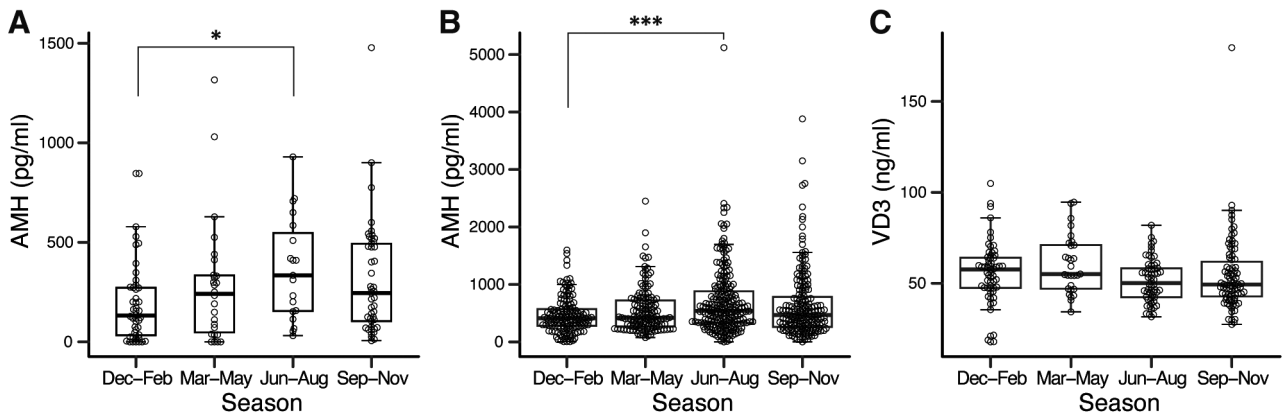 A
*
1500
1000
500
0
AMH (pg/ml)
Dec–Feb Mar–May Jun–Aug Sep–Nov
Season
B
***
5000
4000
3000
2000
1000
0
AMH (pg/ml)
Dec–Feb Mar–May Jun–Aug Sep–Nov
Season
C
150
100
50
VD3 (ng/ml)
Dec–Feb Mar–May Jun–Aug Sep–Nov
Season